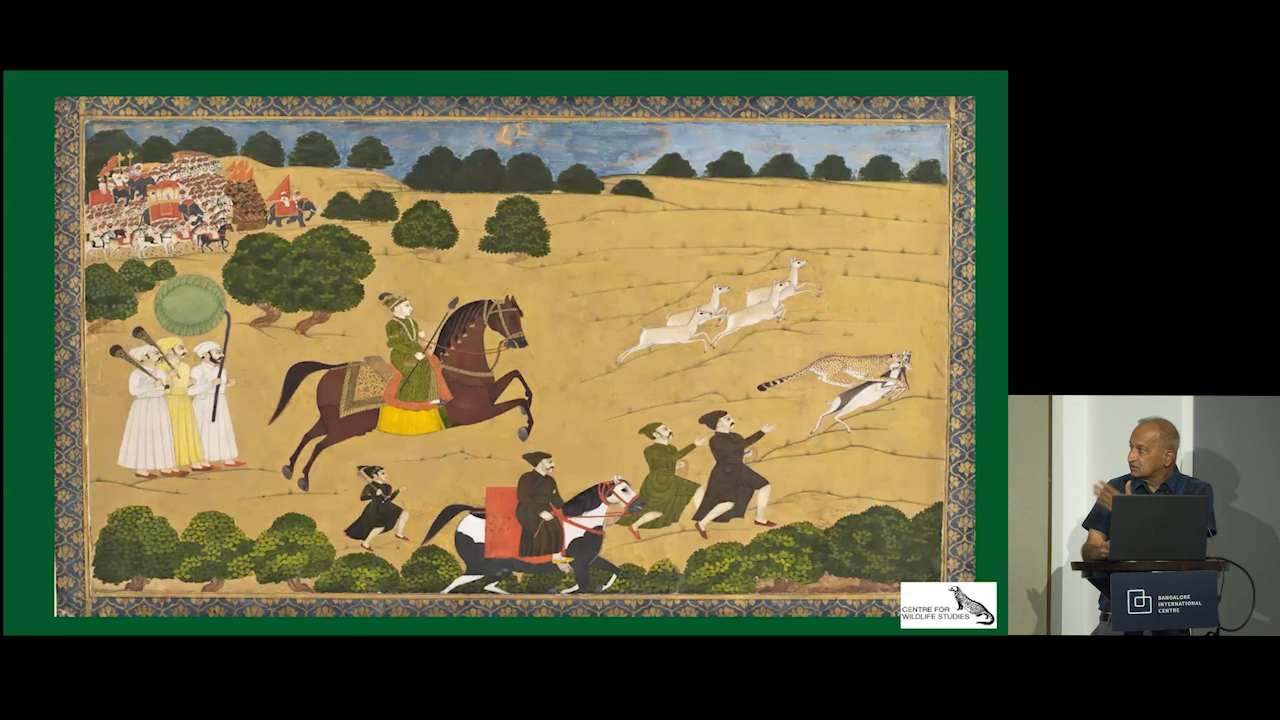 CENTRE FOR
WILDLIFE STUDIES
BANGALORE
INTERNATIONAL
CENTRE